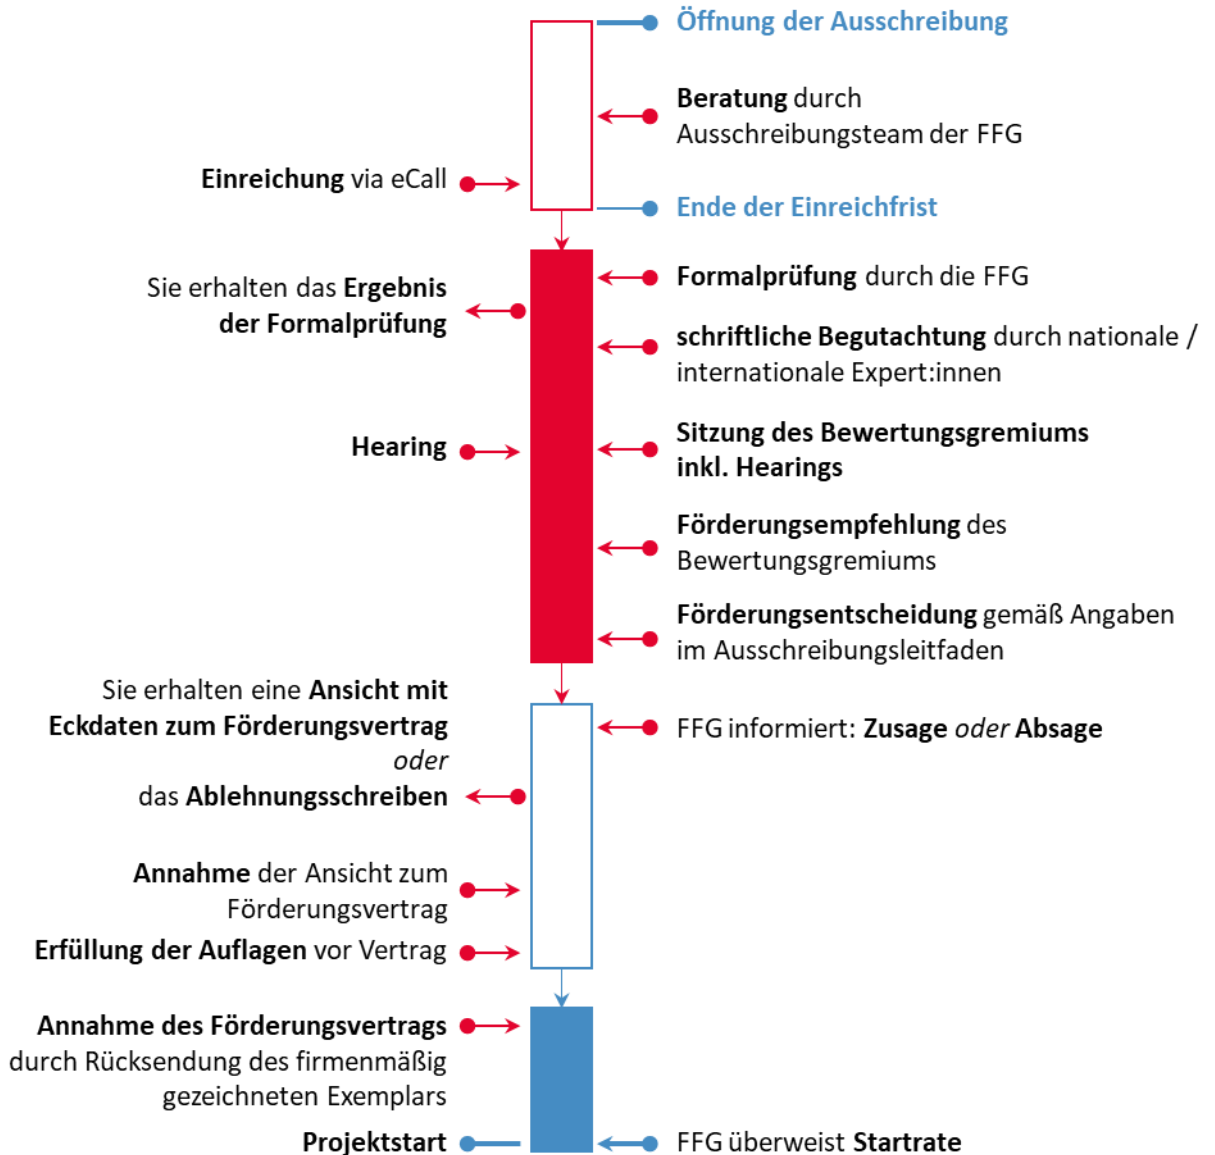 Öffnung der Ausschreibung
Beratung durch
Ausschreibungsteam der FFG
Einreichung via eCall
Ende der Einreichfrist
Formalprüfung durch die FFG
Sie erhalten das Ergebnis
der Formalprüfung
schriftliche Begutachtung durch nationale /
internationale Expert:innen
Hearing
Sitzung des Bewertungsgremiums
inkl. Hearings
Förderungsempfehlung des
Bewertungsgremiums
Förderungsentscheidung gemäß Angaben
im Ausschreibungsleitfaden
Sie erhalten eine Ansicht mit
Eckdaten zum Förderungsvertrag
oder
das Ablehnungsschreiben
FFG informiert: Zusage oder Absage
Annahme der Ansicht zum
Förderungsvertrag
Erfüllung der Auflagen vor Vertrag
Annahme des Förderungsvertrags
durch Rücksendung des firmenmäßig
gezeichneten Exemplars
Projektstart
FFG überweist Startrate